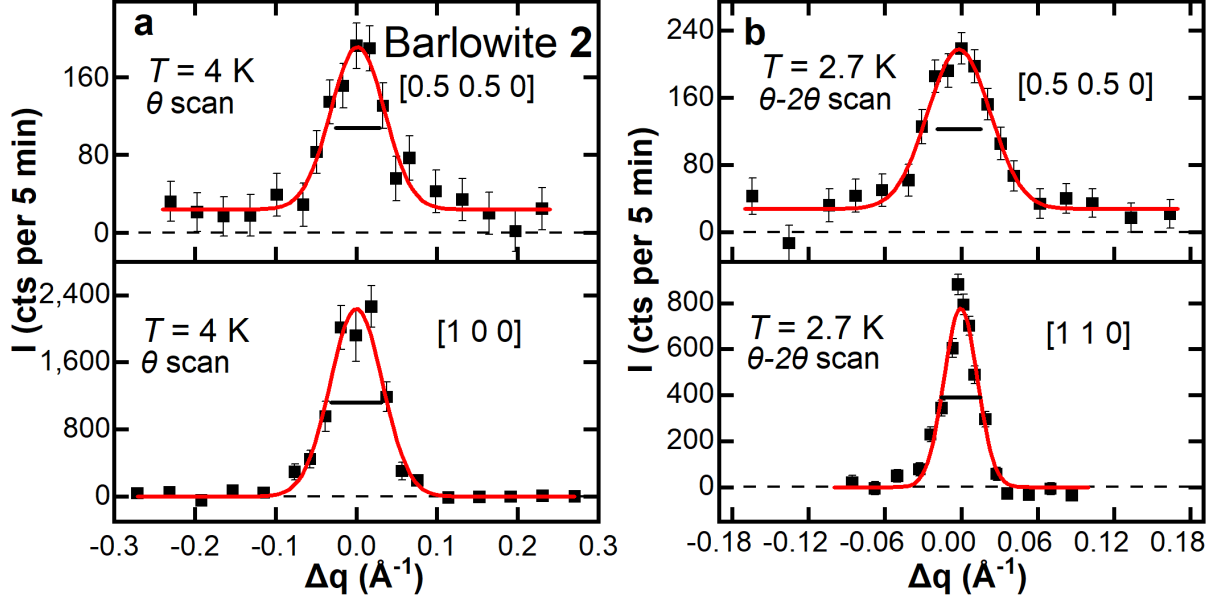 a
Barlowite 2
T = 4 K
θ scan
[0.5 0.5 0]
160
80
0
T = 4 K
θ scan
[1 0 0]
2,400
1,600
800
0
I (cts per 5 min)
-0.3 -0.2 -0.1 0.0 0.1 0.2 0.3
Δq (Å-1)
b
T = 2.7 K
θ-2θ scan
[0.5 0.5 0]
240
160
80
0
T = 2.7 K
θ-2θ scan
[1 1 0]
800
600
400
200
0
I (cts per 5 min)
-0.18 -0.12 -0.06 0.00 0.06 0.12 0.18
Δq (Å-1)